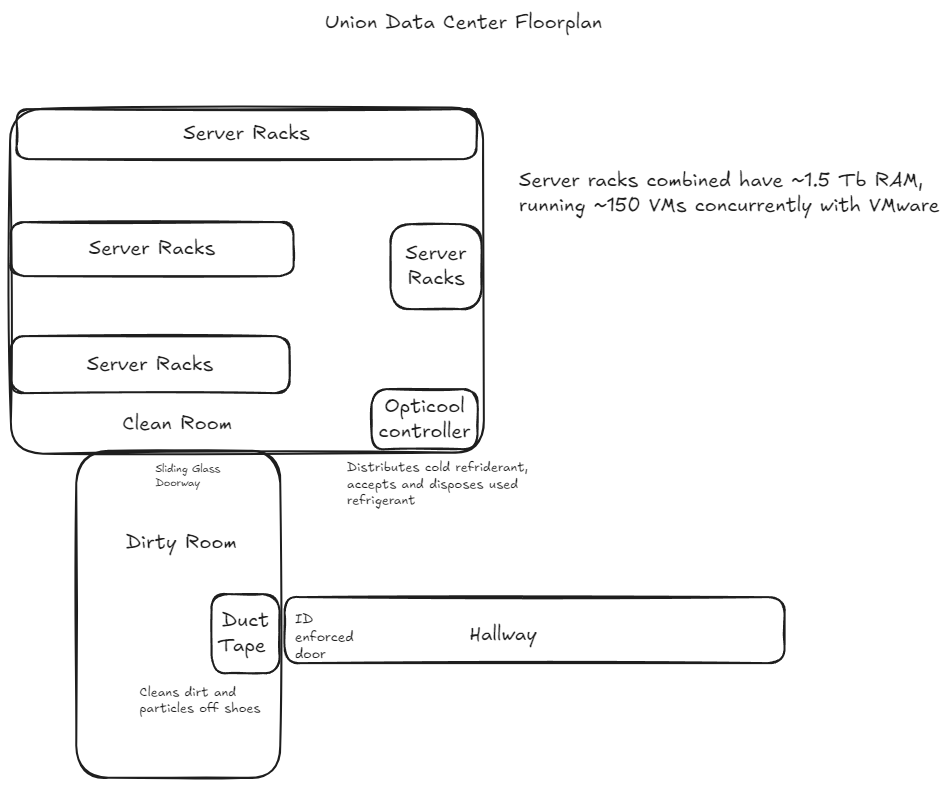 Union Data Center Floorplan
Server Racks
Server racks combined have ~1.5 Tb RAM,
running ~150 VMs concurrently with VMware
Server Racks
Server
Racks
Server Racks
Opticool
controller
Clean Room
Sliding Glass
Doorway
Distributes cold refriderant,
accepts and disposes used
refrigerant
Dirty Room
Duct
Tape
ID
enforced
door
Hallway
Cleans dirt and
particles off shoes